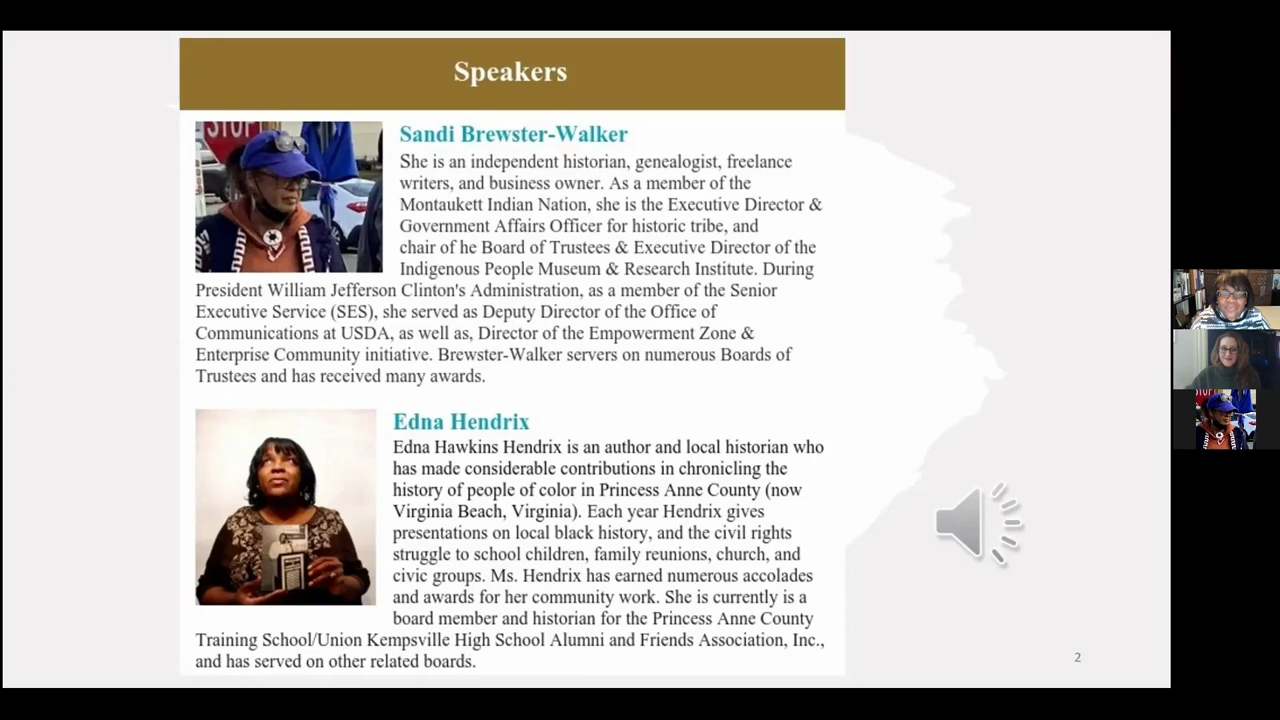 Speakers
STOP
Sandi Brewster-Walker
She is an independent historian, genealogist, freelance
writers, and business owner. As a member of the
Montaukett Indian Nation, she is the Executive Director &
Government Affairs Officer for historic tribe, and
chair of he Board of Trustees & Executive Director of the
Indigenous People Museum & Research Institute. During
President William Jefferson Clinton's Administration, as a member of the Senior
Executive Service (SES), she served as Deputy Director of the Office of
Communications at USDA, as well as, Director of the Empowerment Zone &
Enterprise Community initiative. Brewster-Walker servers on numerous Boards of
Trustees and has received many awards.
Edna Hendrix
Edna Hawkins Hendrix is an author and local historian who
has made considerable contributions in chronicling the
history of people of color in Princess Anne County (now
Virginia Beach, Virginia). Each year Hendrix gives
presentations on local black history, and the civil rights
struggle to school children, family reunions, church, and
civic groups. Ms. Hendrix has earned numerous accolades
and awards for her community work. She is currently is a
board member and historian for the Princess Anne County
Training School/Union Kempsville High School Alumni and Friends Association, Inc.,
and has served on other related boards.
2